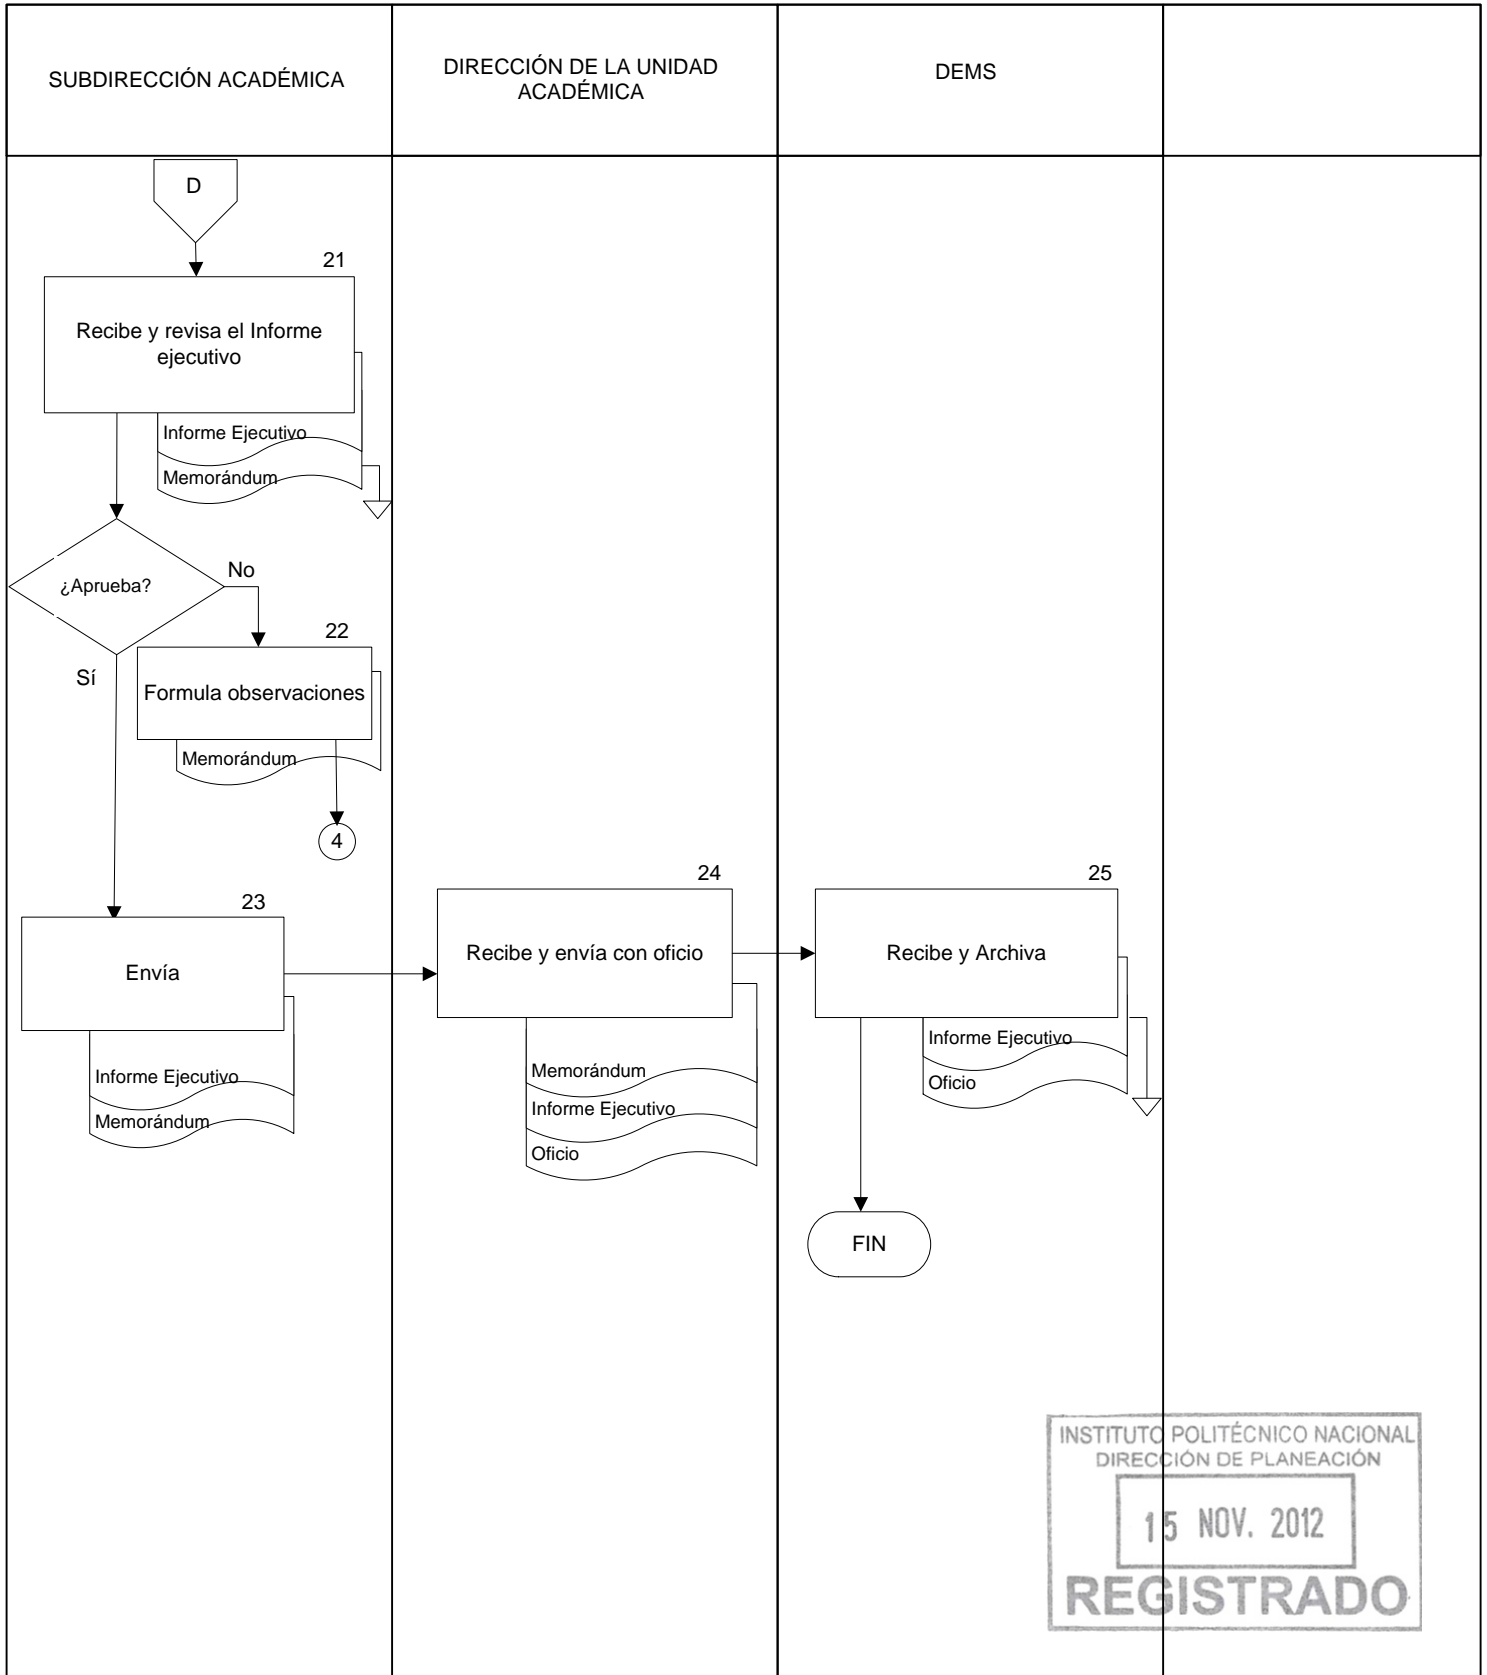 SUBDIRECCIÓN ACADÉMICA
DIRECCIÓN DE LA UNIDAD
ACADÉMICA
DEMS
D
21
Recibe y revisa el Informe
ejecutivo
Informe Ejecutivo
Memorándum
¿Aprueba?
No
Sí
22
Formula observaciones
Memorándum
4
23
Envía
Informe Ejecutivo
Memorándum
24
Recibe y envía con oficio
Memorándum
Informe Ejecutivo
Oficio
25
Recibe y Archiva
Informe Ejecutivo
Oficio
FIN
INSTITUTO POLITÉCNICO NACIONAL
DIRECCIÓN DE PLANEACIÓN
15 NOV. 2012
REGISTRADO